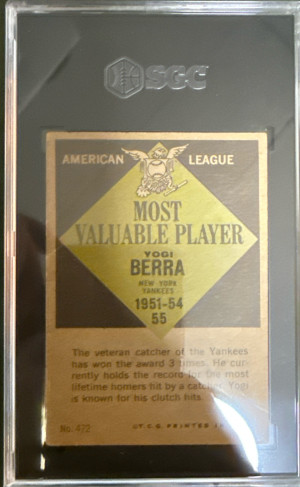 SGC
AMERICAN LEAGUE
MOST
VALUABLE PLAYER
YOGI
BERRA
NEW YORK
YANKEES
1951-54
55
The veteran catcher of the Yankees
has won the award 3 times. He cur-
rently holds the record for the most
lifetime homers hit by a catcher. Yogi
is known for his clutch hits.
No. 472 ©T.C.G. PRINTED